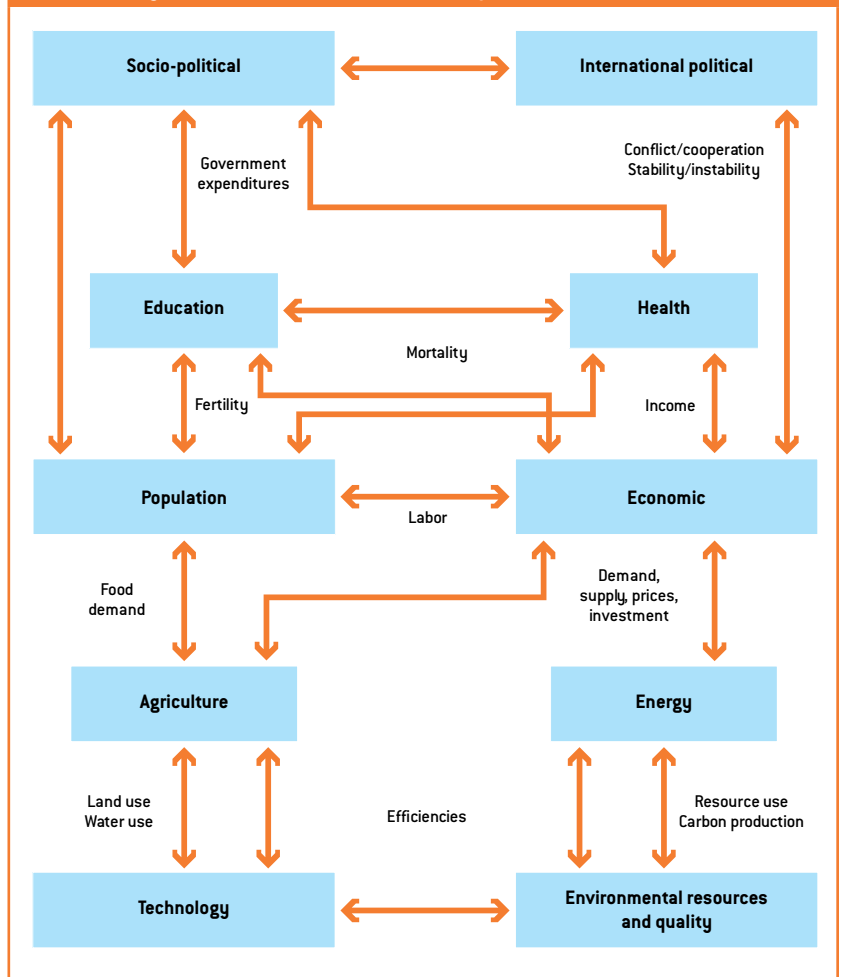 Socio-political
International political
Government
expenditures
Conflict/cooperation
Stability/instability
Education
Health
Mortality
Fertility
Income
Population
Economic
Labor
Food
demand
Demand,
supply, prices,
investment
Agriculture
Energy
Land use
Water use
Efficiencies
Resource use
Carbon production
Technology
Environmental resources
and quality